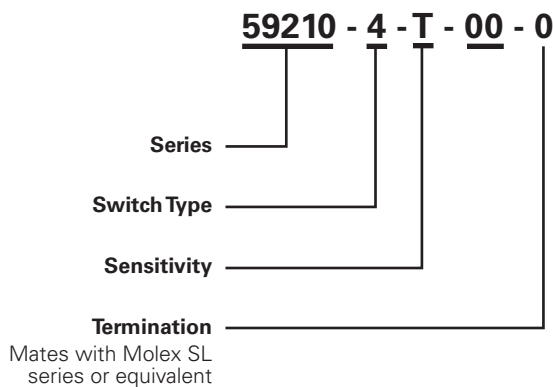 59210 - 4 - T - 00 - 0
Series
Switch Type
Sensitivity
Termination
Mates with Molex SL
series or equivalent